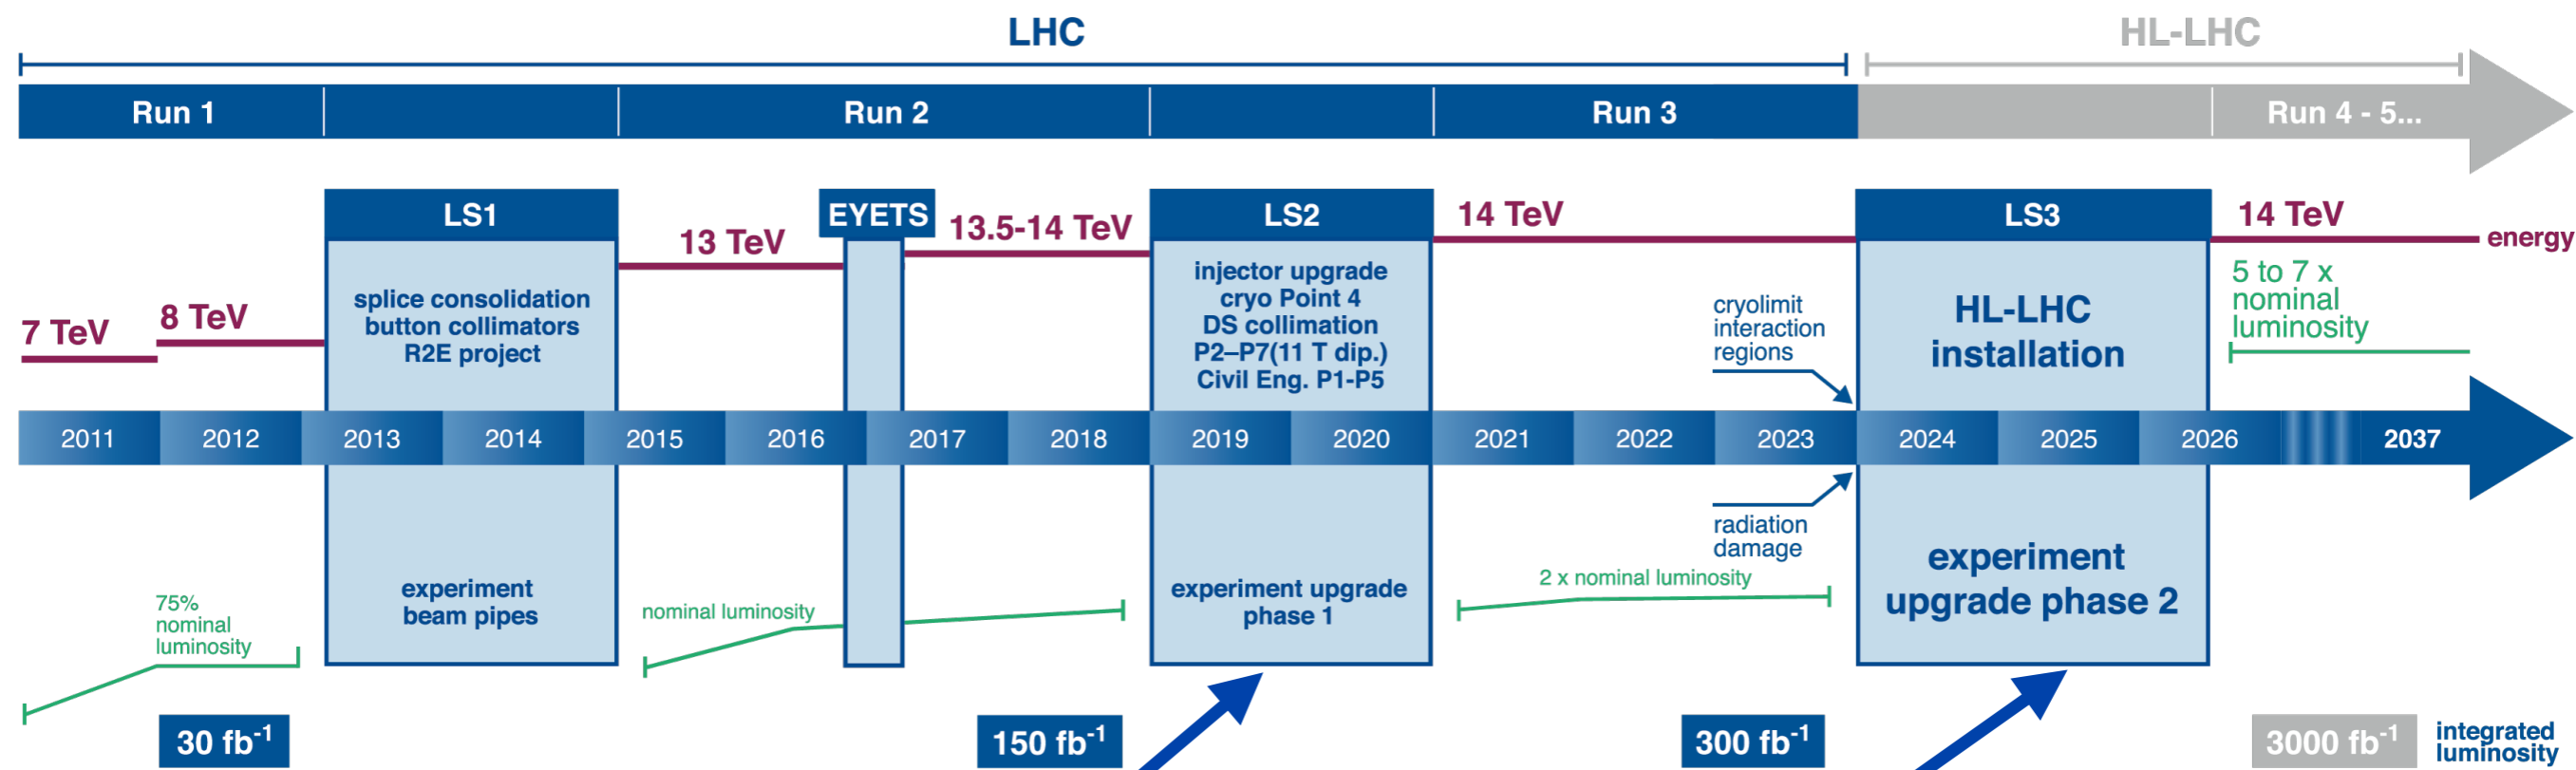 LHC
HL-LHC
Run 1
Run 2
Run 3
Run 4 - 5...
LS1
EYETS
LS2
LS3
7 TeV
8 TeV
13 TeV
13.5-14 TeV
14 TeV
14 TeV
energy
splice consolidation
button collimators
R2E project
injector upgrade
cryo Point 4
DS collimation
P2–P7(11 T dip.)
Civil Eng. P1-P5
cryolimit
interaction
regions
HL-LHC
installation
5 to 7 x
nominal
luminosity
2011
2012
2013
2014
2015
2016
2017
2018
2019
2020
2021
2022
2023
2024
2025
2026
2037
radiation
damage
75%
nominal
luminosity
experiment
beam pipes
nominal luminosity
experiment upgrade
phase 1
2 x nominal luminosity
experiment
upgrade phase 2
30 fb-1
150 fb-1
300 fb-1
3000 fb-1
integrated
luminosity